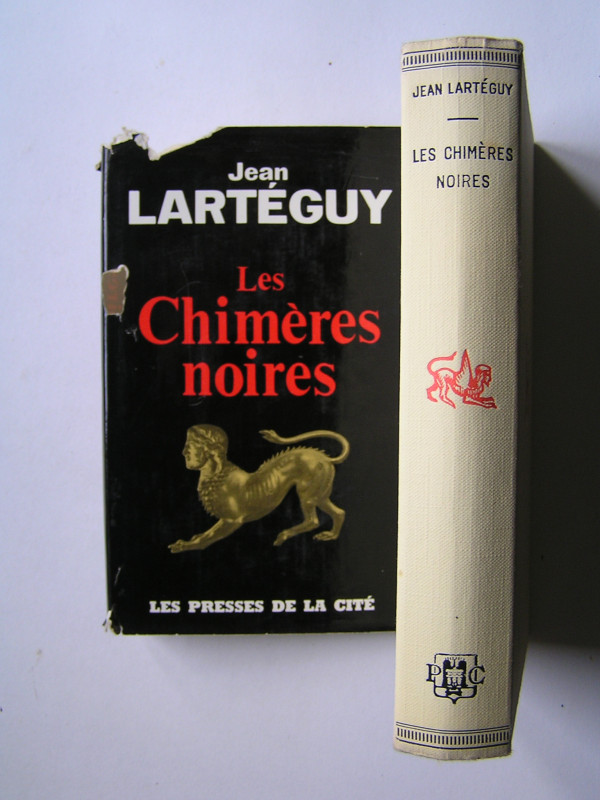 Jean
LARTÉGUY
Les
Chimères
noires
LES PRESSES DE LA CITÉ
JEAN LARTÉGUY
LES CHIMÈRES
NOIRES
P C